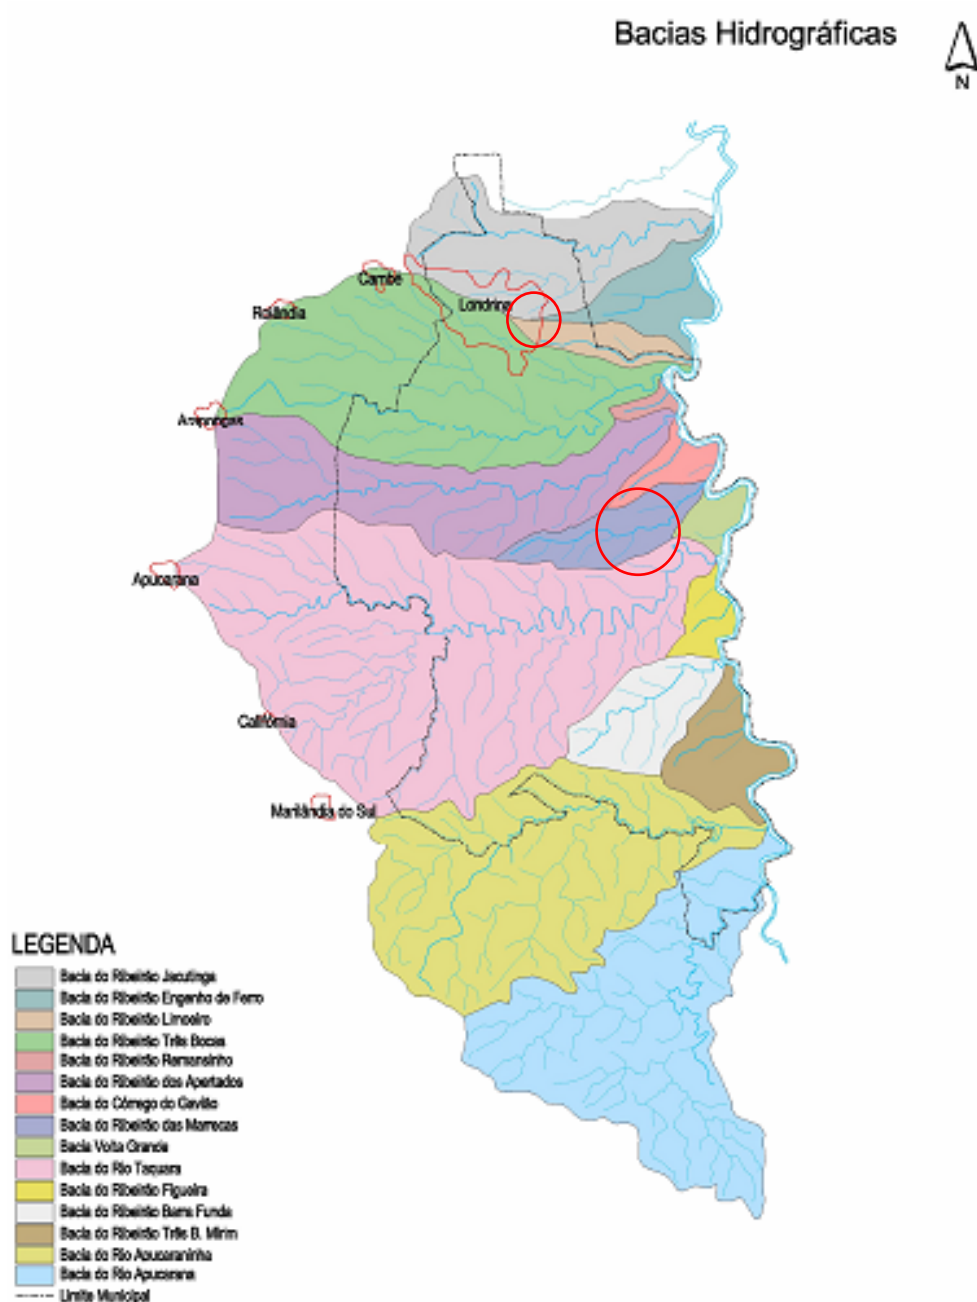 Bacias Hidrográficas
N
Cambé
Londrina
Rolândia
Arapongas
Apucarana
Califórnia
Marilândia do Sul
LEGENDA
Bacia do Ribeirão Jacutinga
Bacia do Ribeirão Engenho de Ferro
Bacia do Ribeirão Limoeiro
Bacia do Ribeirão Três Bocas
Bacia do Ribeirão Remansinho
Bacia do Ribeirão dos Apertados
Bacia do Córrego do Gavião
Bacia do Ribeirão das Marrecas
Bacia Volta Grande
Bacia do Rio Taquara
Bacia do Ribeirão Figueira
Bacia do Ribeirão Barra Funda
Bacia do Ribeirão Três B. Mirim
Bacia do Rio Apucaraninha
Bacia do Rio Apucarana
Limite Municipal